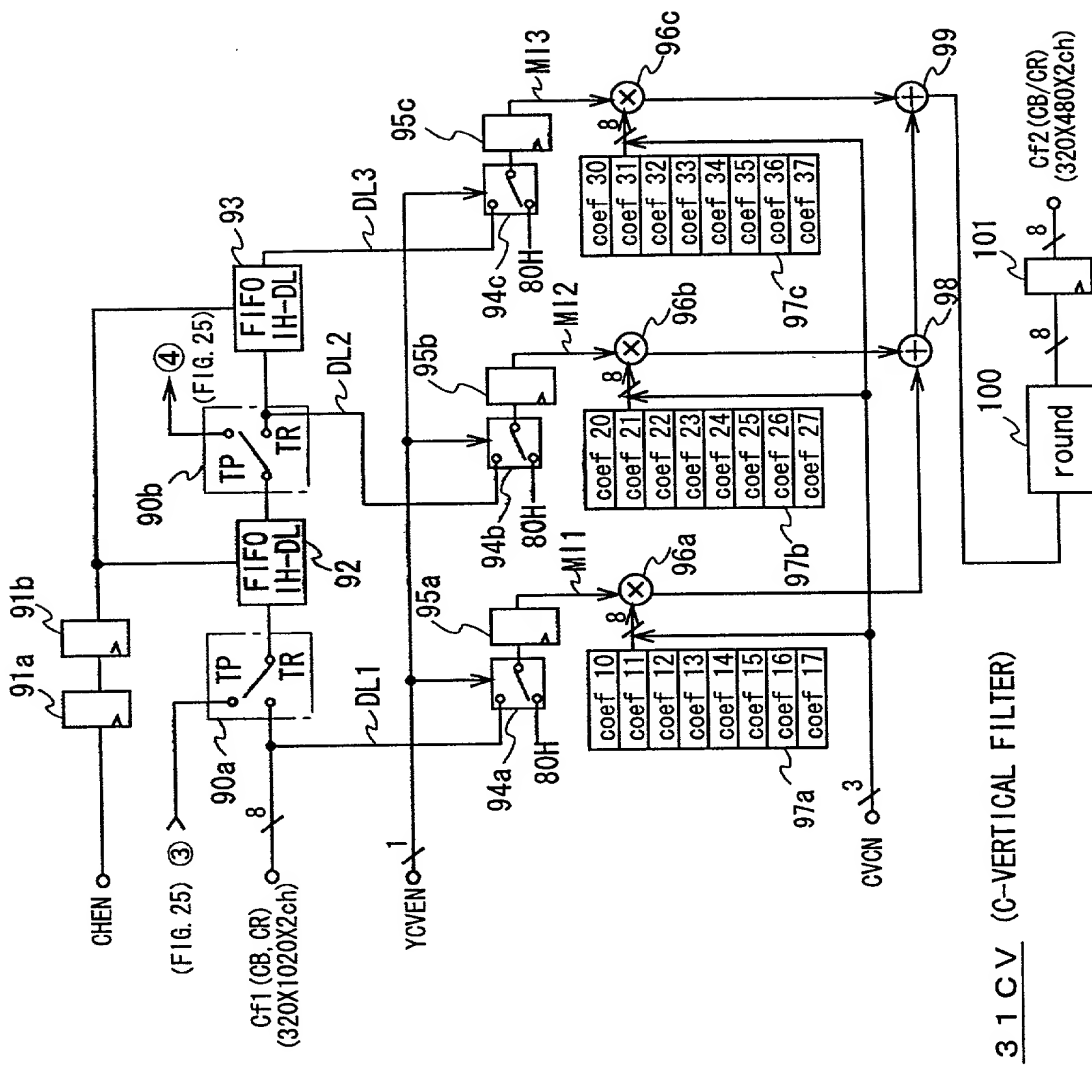 CHEN
91a
91b
(FIG. 25) ③
TP
TR
90a
Cf1 (CB, CR)
(320X1020X2ch)
8
FIFO
IH-DL
92
TP
TR
90b
④
(FIG. 25)
FIFO
IH-DL
93
DL1
DL2
DL3
YCVEN
1
94a
80H
95a
MI1
94b
80H
95b
MI2
94c
80H
95c
MI3
coef 10
coef 11
coef 12
coef 13
coef 14
coef 15
coef 16
coef 17
97a
8
96a
coef 20
coef 21
coef 22
coef 23
coef 24
coef 25
coef 26
coef 27
97b
8
96b
coef 30
coef 31
coef 32
coef 33
coef 34
coef 35
coef 36
coef 37
97c
8
96c
CVCN
3
98
99
100
round
8
101
8
Cf2 (CB/CR)
(320X480X2ch)
31CV (C-VERTICAL FILTER)